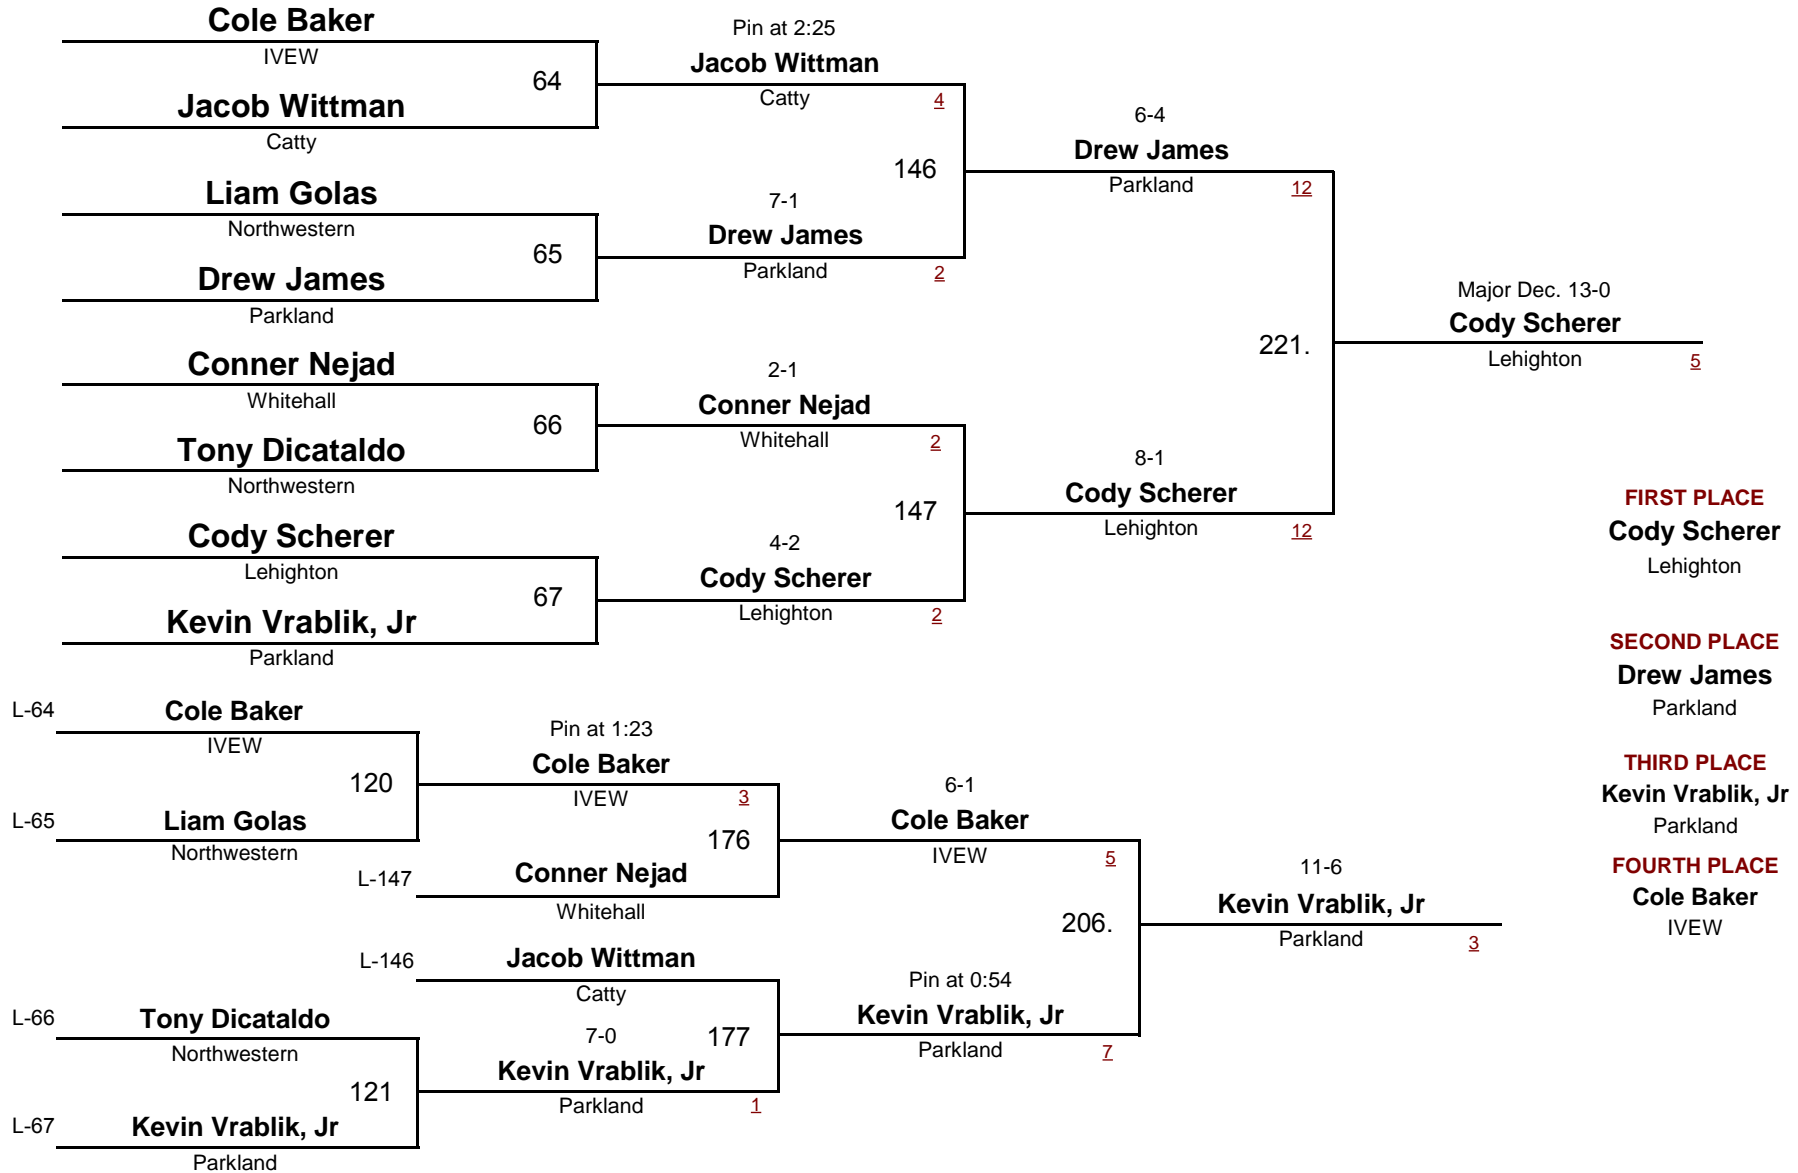 Cole Baker
IVEW
64
Jacob Wittman
Catty
Liam Golas
Northwestern
65
Drew James
Parkland
Conner Nejad
Whitehall
66
Tony Dicataldo
Northwestern
Cody Scherer
Lehighton
67
Kevin Vrablik, Jr
Parkland
Pin at 2:25
Jacob Wittman
Catty
4
146
7-1
Drew James
Parkland
2
2-1
Conner Nejad
Whitehall
2
147
4-2
Cody Scherer
Lehighton
2
6-4
Drew James
Parkland
12
221.
8-1
Cody Scherer
Lehighton
12
Major Dec. 13-0
Cody Scherer
Lehighton
5
FIRST PLACE
Cody Scherer
Lehighton
SECOND PLACE
Drew James
Parkland
THIRD PLACE
Kevin Vrablik, Jr
Parkland
FOURTH PLACE
Cole Baker
IVEW
L-64
Cole Baker
IVEW
120
L-65
Liam Golas
Northwestern
Pin at 1:23
Cole Baker
IVEW
3
176
L-147
Conner Nejad
Whitehall
L-146
Jacob Wittman
Catty
L-66
Tony Dicataldo
Northwestern
121
L-67
Kevin Vrablik, Jr
Parkland
7-0
177
Kevin Vrablik, Jr
Parkland
1
6-1
Cole Baker
IVEW
5
206.
Pin at 0:54
Kevin Vrablik, Jr
Parkland
7
11-6
Kevin Vrablik, Jr
Parkland
3